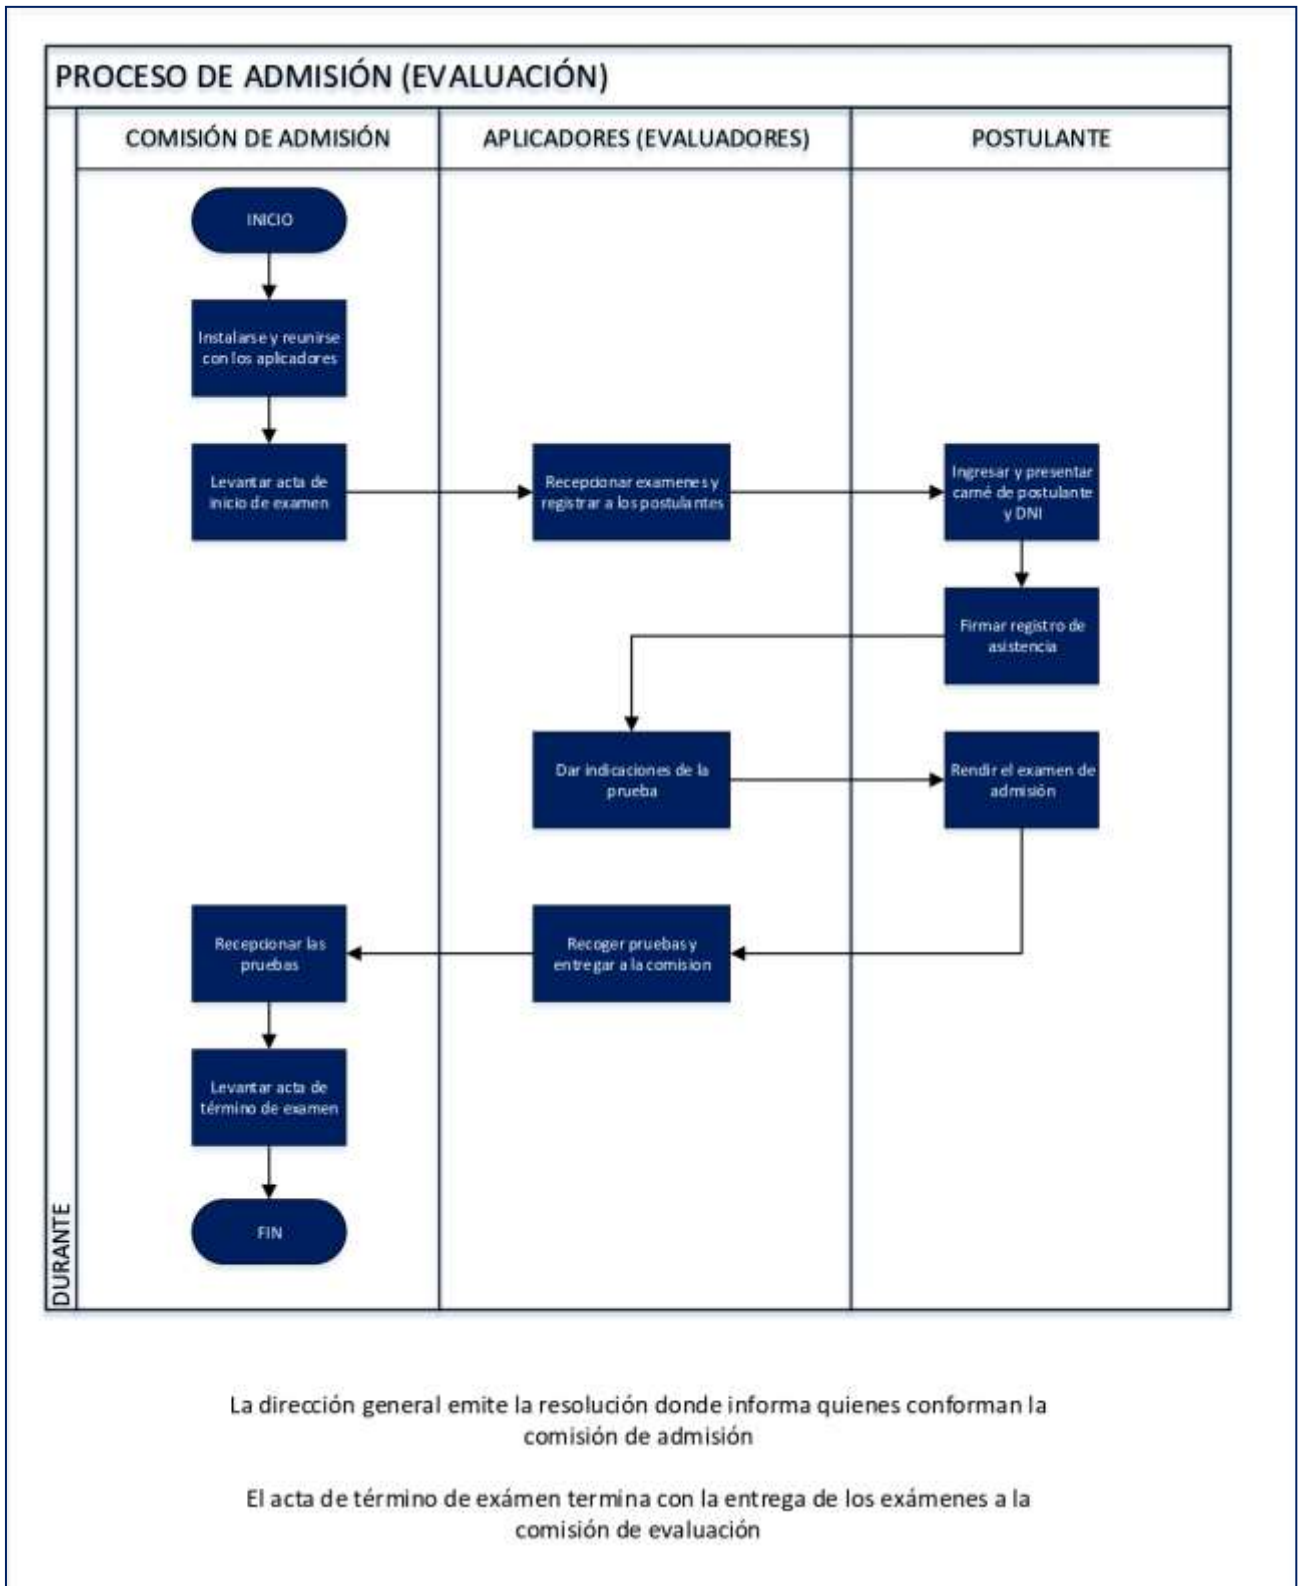 PROCESO DE ADMISIÓN (EVALUACIÓN)
COMISIÓN DE ADMISIÓN
APLICADORES (EVALUADORES)
POSTULANTE
INICIO
Instalarse y reunirse
con los aplicadores
Levantar acta de
inicio de examen
Recepcionar examenes y
registrar a los postulantes
Ingresar y presentar
carné de postulante
y DNI
Firmar registro de
asistencia
Dar indicaciones de la
prueba
Rendir el examen de
admisión
Recoger pruebas y
entregar a la comision
Recepcionar las
pruebas
Levantar acta de
término de examen
FIN
DURANTE
La dirección general emite la resolución donde informa quienes conforman la
comisión de admisión
El acta de término de exámen termina con la entrega de los exámenes a la
comisión de evaluación